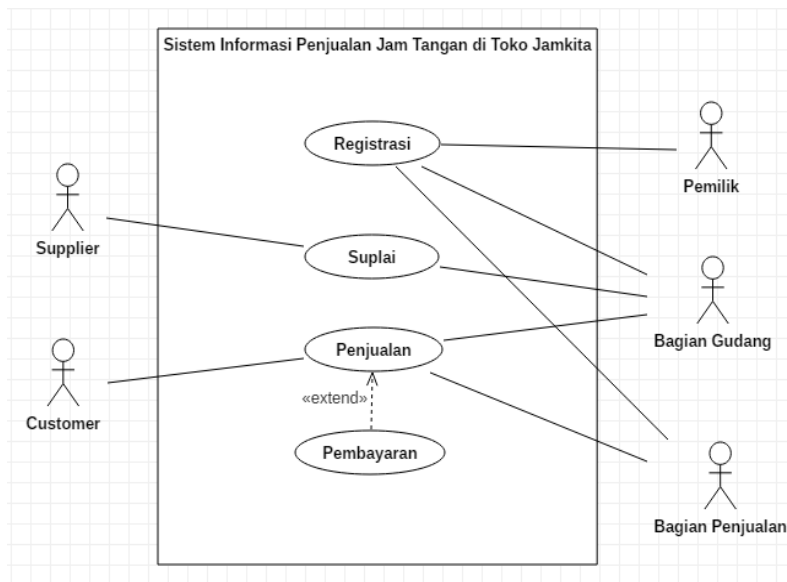 Sistem Informasi Penjualan Jam Tangan di Toko Jamkita
Registrasi
Pemilik
Supplier
Suplai
Bagian Gudang
Penjualan
«extend»
Customer
Pembayaran
Bagian Penjualan